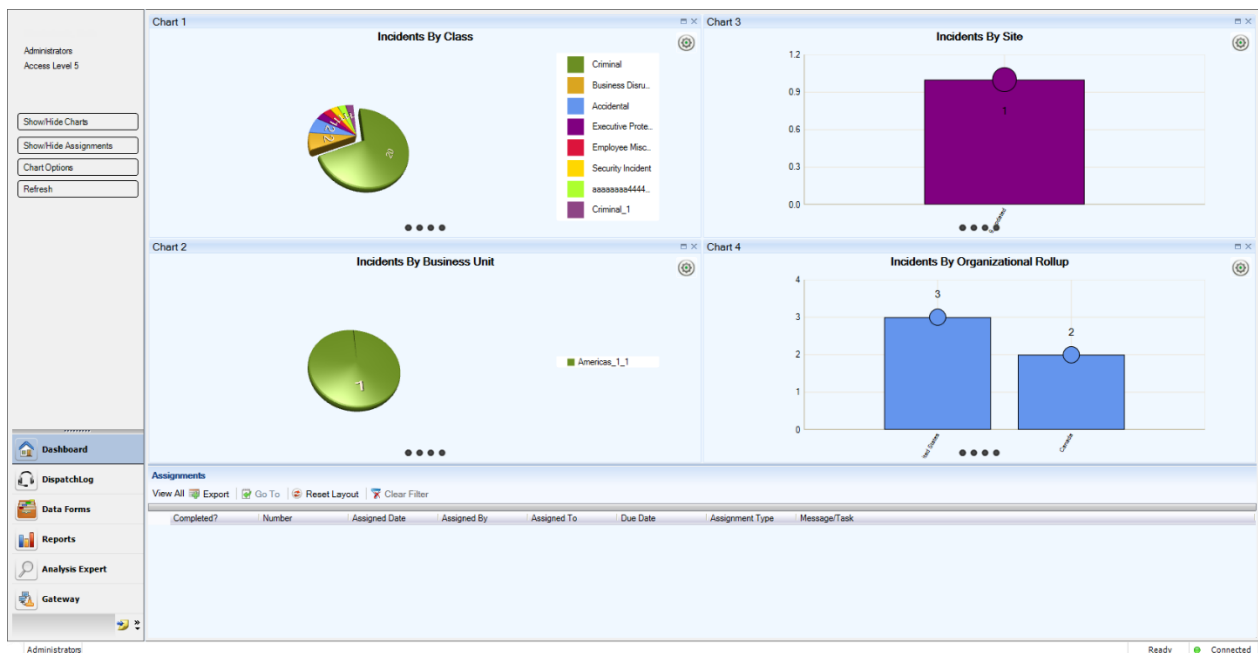 Administrators
Access Level 5
Show/Hide Charts
Show/Hide Assignments
Chart Options
Refresh
Dashboard
DispatchLog
Data Forms
Reports
Analysis Expert
Gateway
Chart 1
Incidents By Class
20
Criminal
Business Disru..
Accidental
Executive Prote..
Employee Misc..
Security Incident
aaaaaaaa4444..
Criminal_1
Chart 3
Incidents By Site
1.2
0.9
0.6
0.3
0.0
1
Chart 2
Incidents By Business Unit
7
Americas_1_1
Chart 4
Incidents By Organizational Rollup
4
3
2
1
0
3
2
States
Canada
Assignments
View All Export Go To Reset Layout Clear Filter
Completed? Number Assigned Date Assigned By Assigned To Due Date Assignment Type Message/Task
Administrators Ready Connected